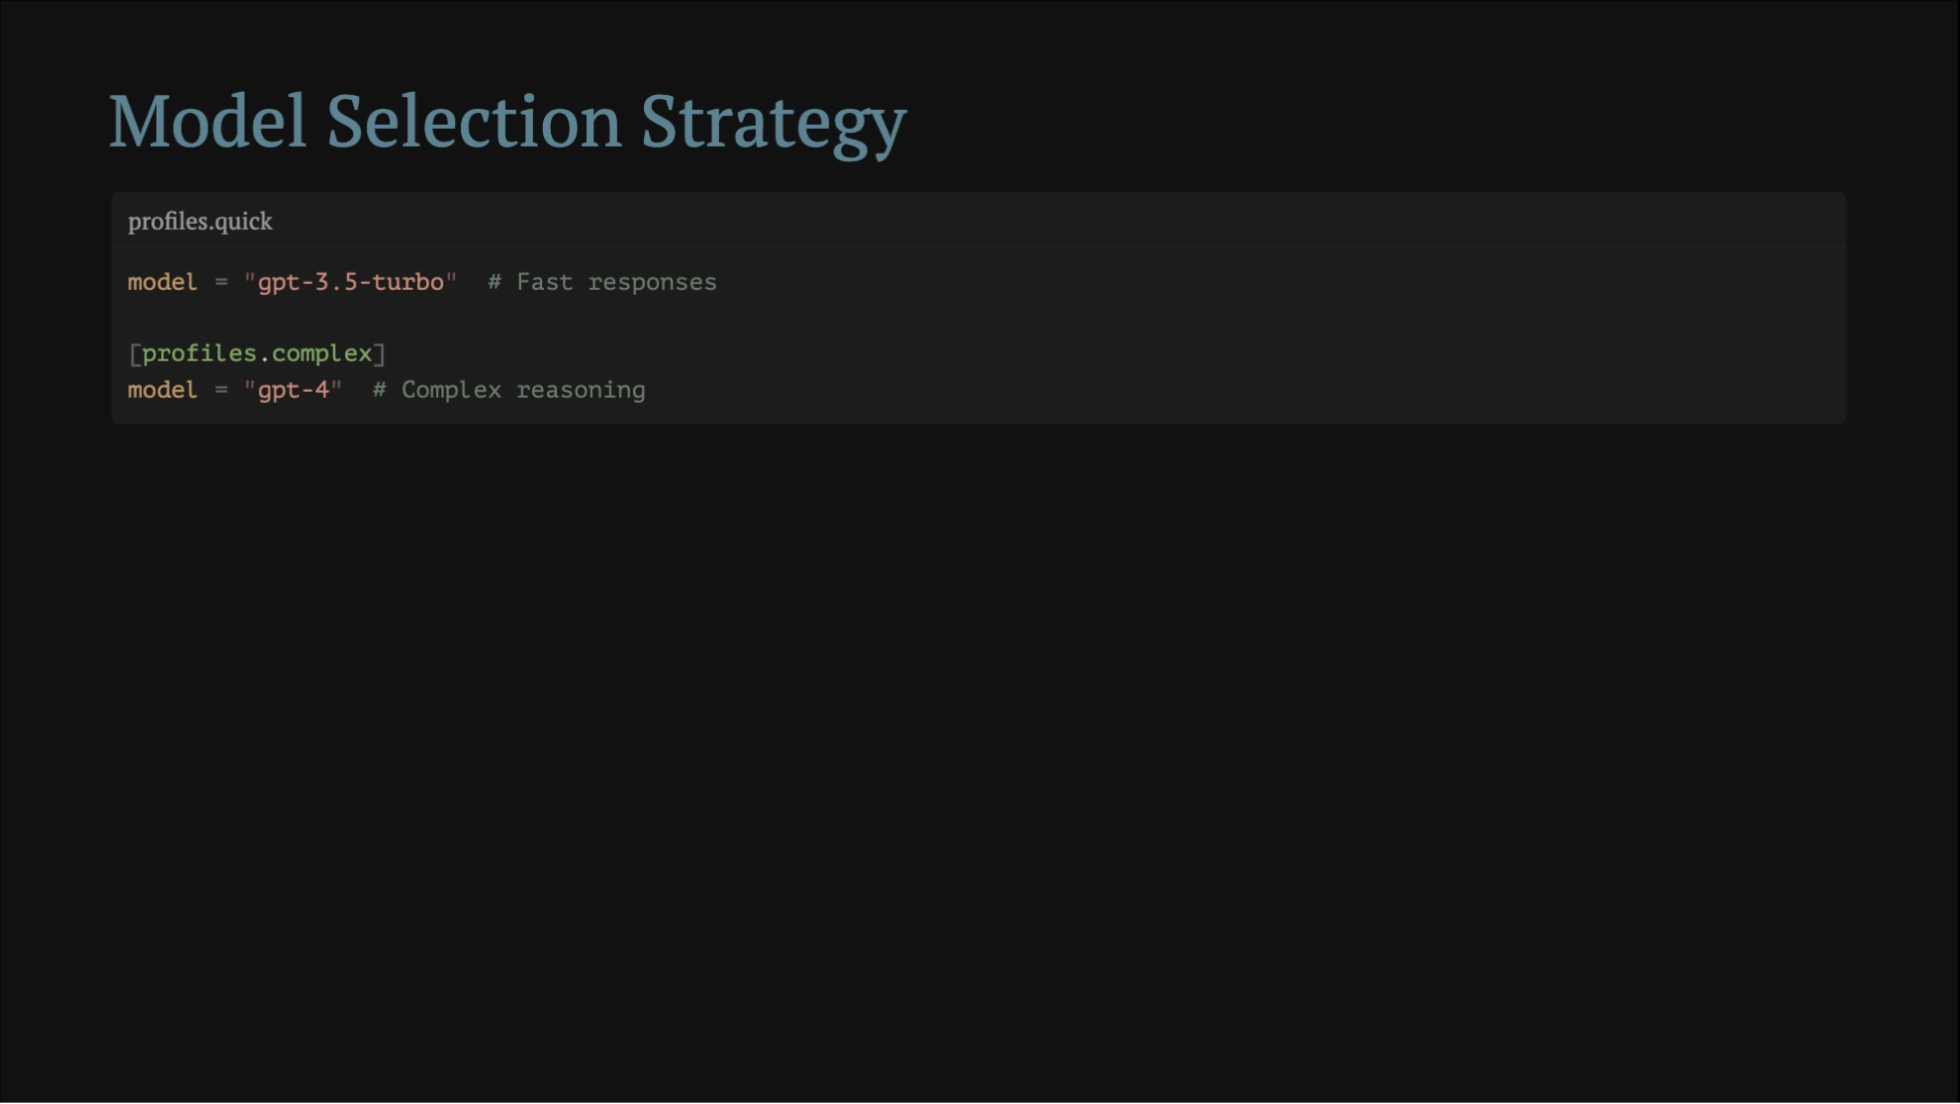 Model Selection Strategy
profiles.quick
model = "gpt-3.5-turbo"  # Fast responses
[profiles.complex]
model = "gpt-4"  # Complex reasoning